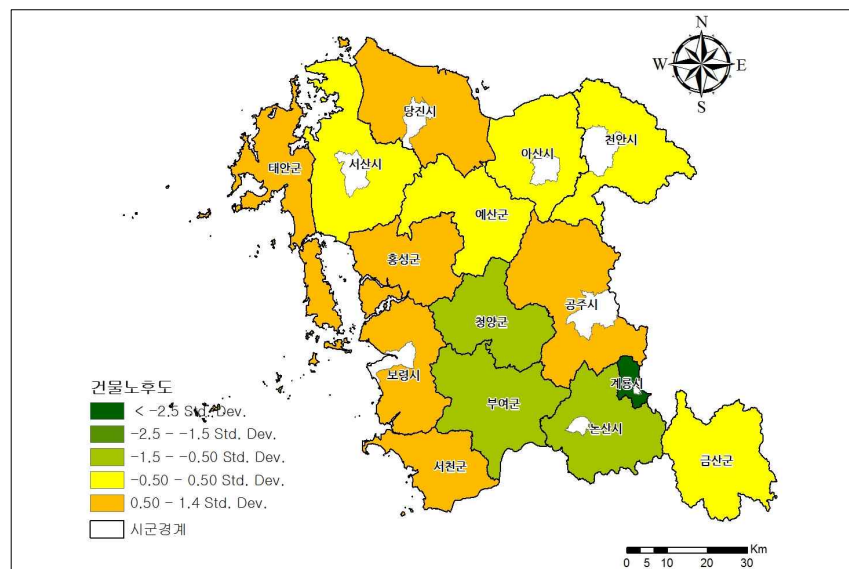 N
W E
S
당진시
아산시
천안시
태안군
서산시
예산군
홍성군
공주시
청양군
보령시
계룡시
부여군
논산시
서천군
금산군
건물노후도
< -2.5 Std. Dev.
-2.5 - -1.5 Std. Dev.
-1.5 - -0.50 Std. Dev.
-0.50 - 0.50 Std. Dev.
0.50 - 1.4 Std. Dev.
시군경계
Km
0 5 10 20 30